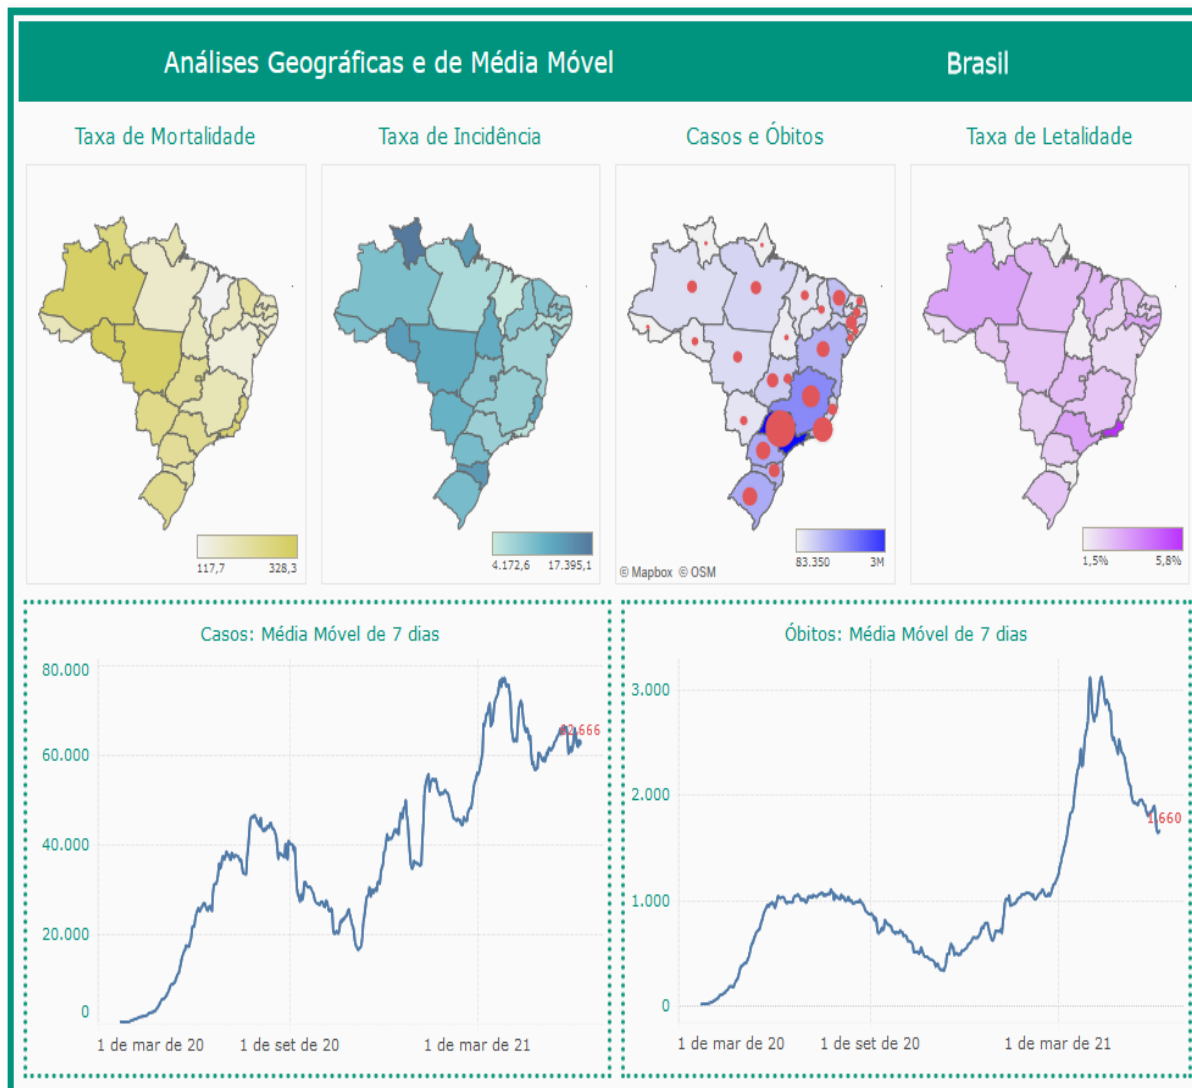 Análises Geográficas e de Média Móvel
Brasil
Taxa de Mortalidade
Taxa de Incidência
Casos e Óbitos
Taxa de Letalidade
117,7 328,3
4.172,6 17.395,1
83.350 3M
© Mapbox © OSM
1,5% 5,8%
Casos: Média Móvel de 7 dias
80.000
60.000
40.000
20.000
0
62.666
1 de mar de 20 1 de set de 20 1 de mar de 21
Óbitos: Média Móvel de 7 dias
3.000
2.000
1.000
0
1.660
1 de mar de 20 1 de set de 20 1 de mar de 21